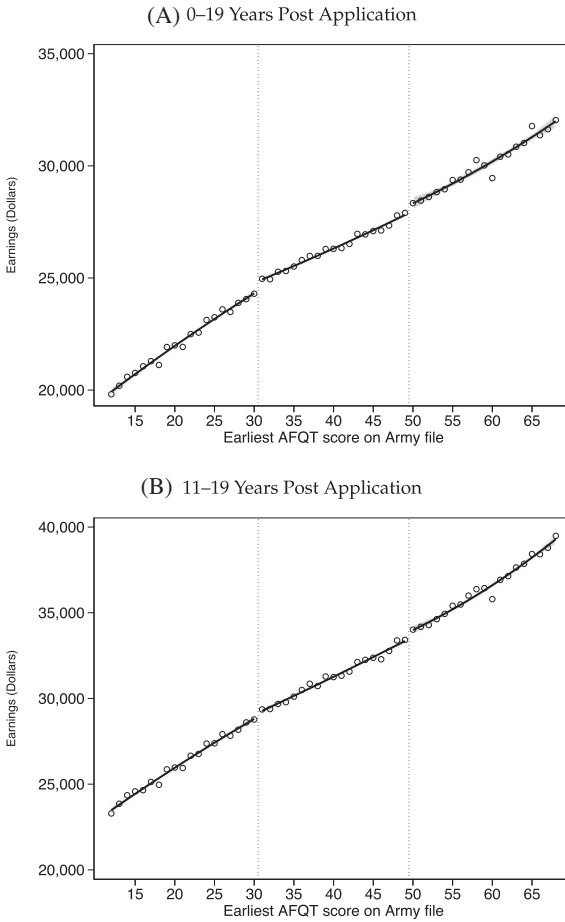 (A) 0–19 Years Post Application
35,000
30,000
25,000
20,000
Earnings (Dollars)
15 20 25 30 35 40 45 50 55 60 65
Earliest AFQT score on Army file
(B) 11–19 Years Post Application
40,000
35,000
30,000
25,000
20,000
Earnings (Dollars)
15 20 25 30 35 40 45 50 55 60 65
Earliest AFQT score on Army file